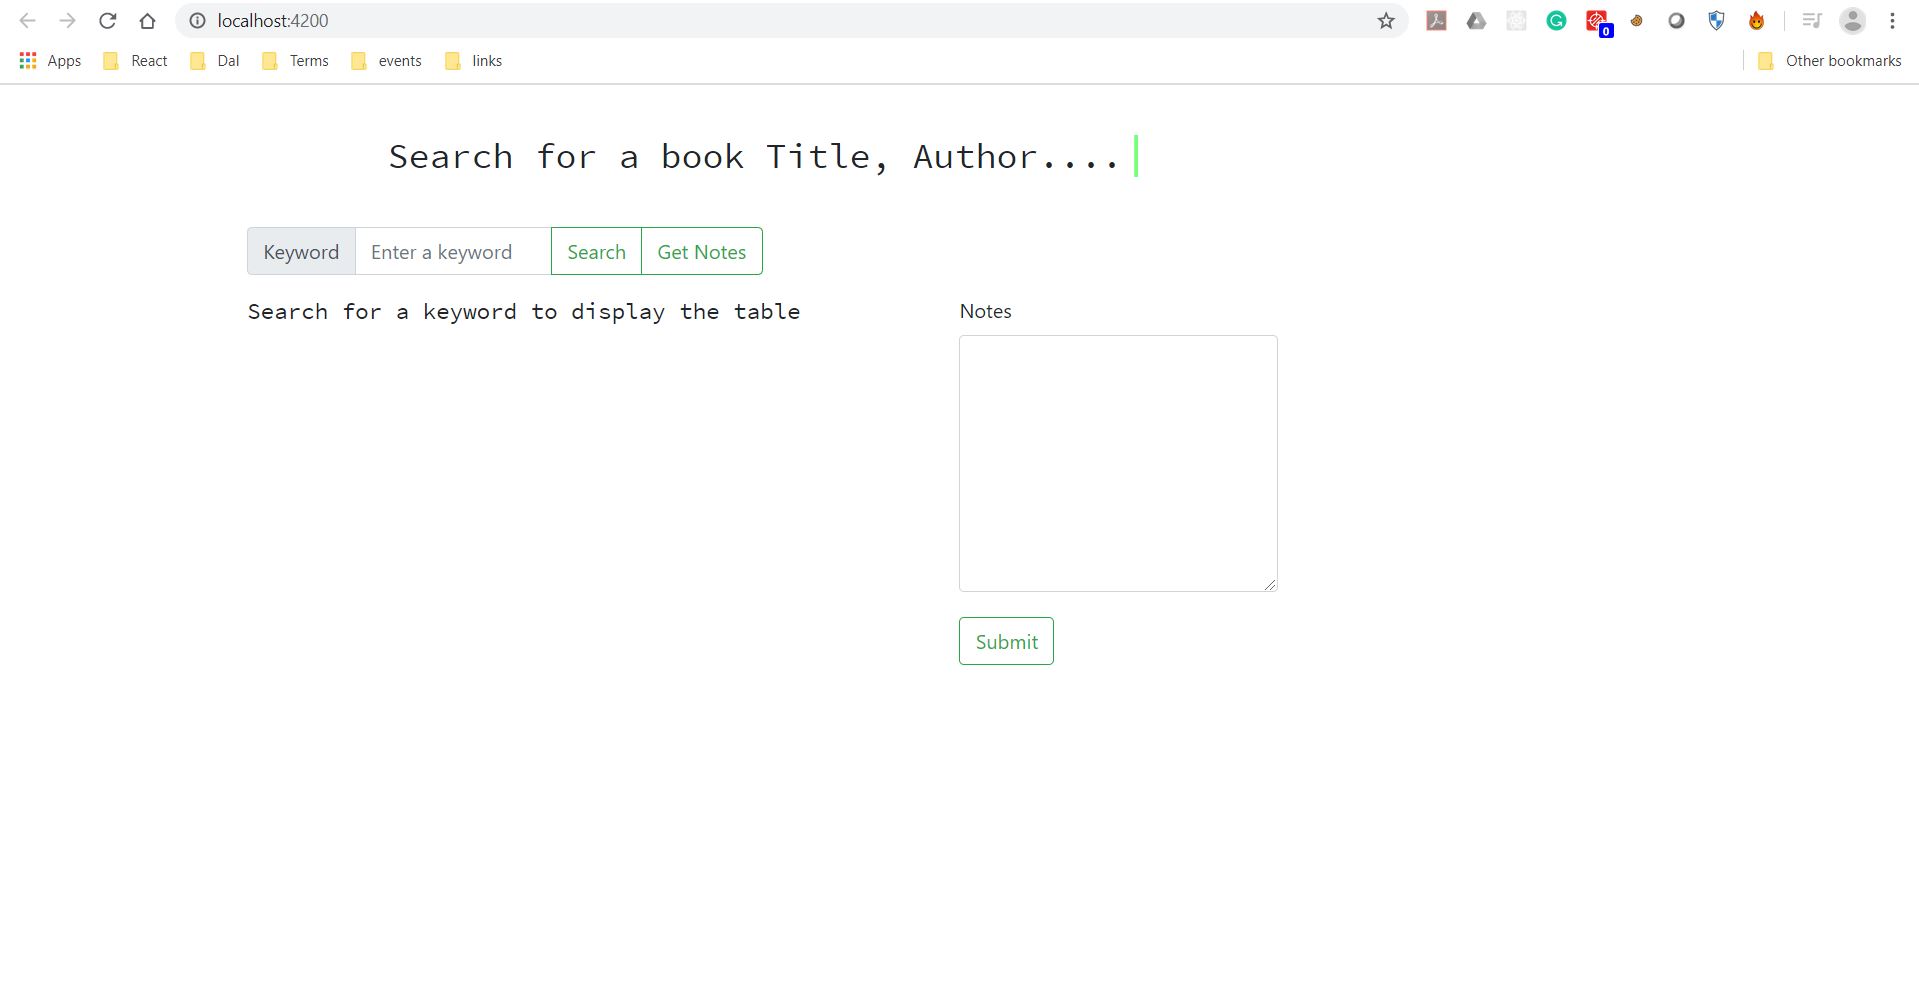 localhost:4200
0
Apps React Dal Terms events links Other bookmarks
Search for a book Title, Author....
Keyword Enter a keyword Search Get Notes
Search for a keyword to display the table
Notes
Submit